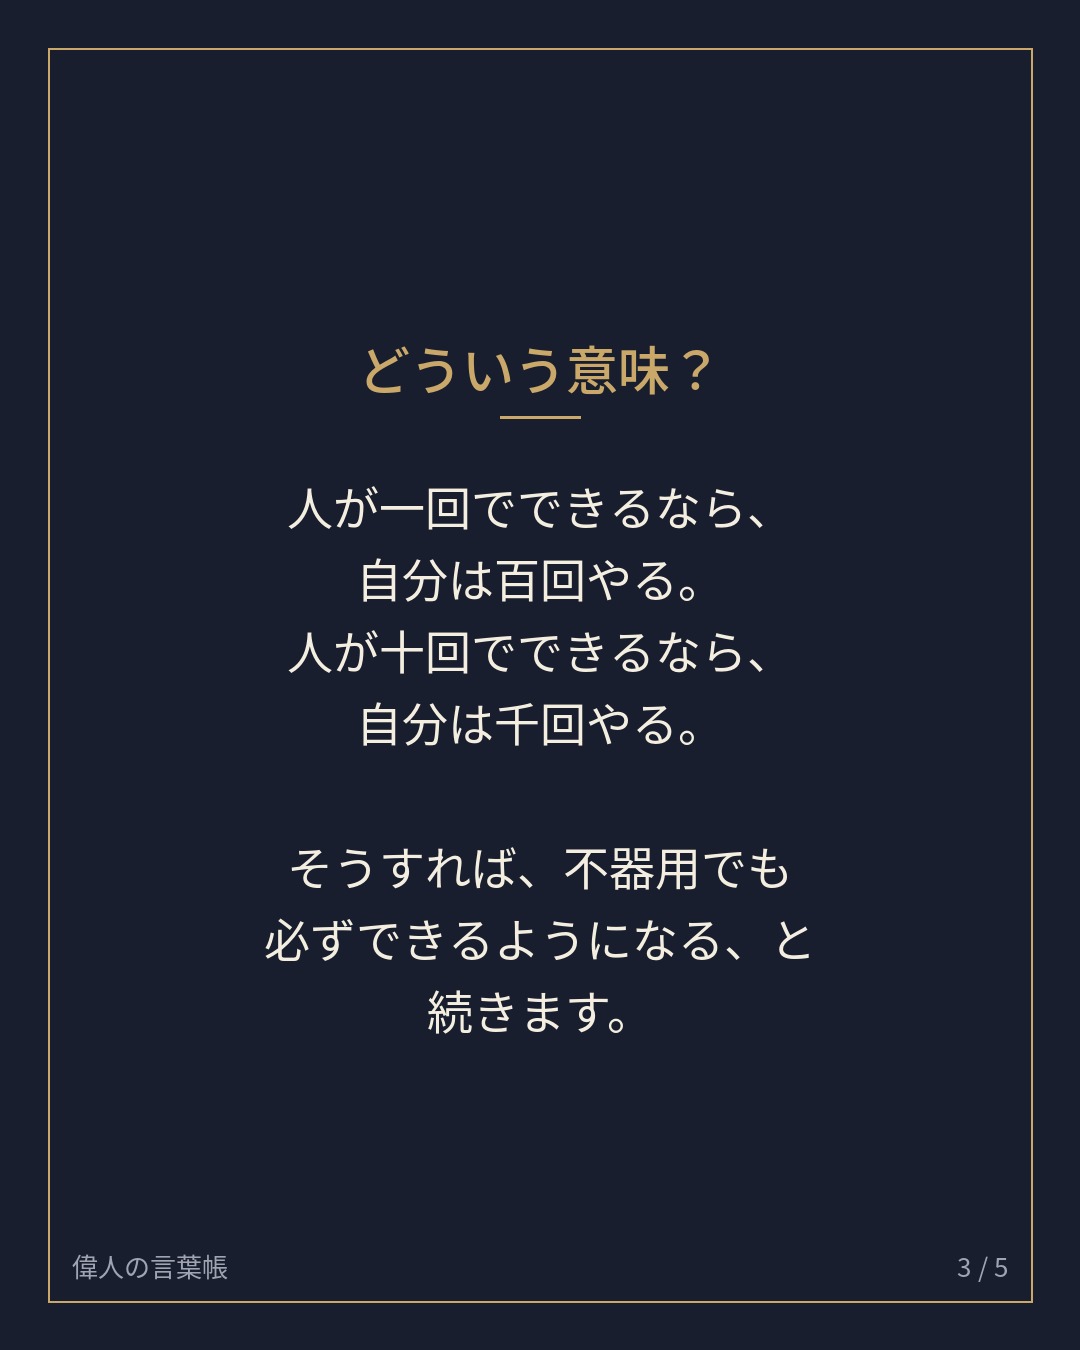 どういう意味？
人が一回でできるなら、
自分は百回やる。
人が十回でできるなら、
自分は千回やる。
そうすれば、不器用でも
必ずできるようになる、と
続きます。
偉人の言葉帳
3 / 5